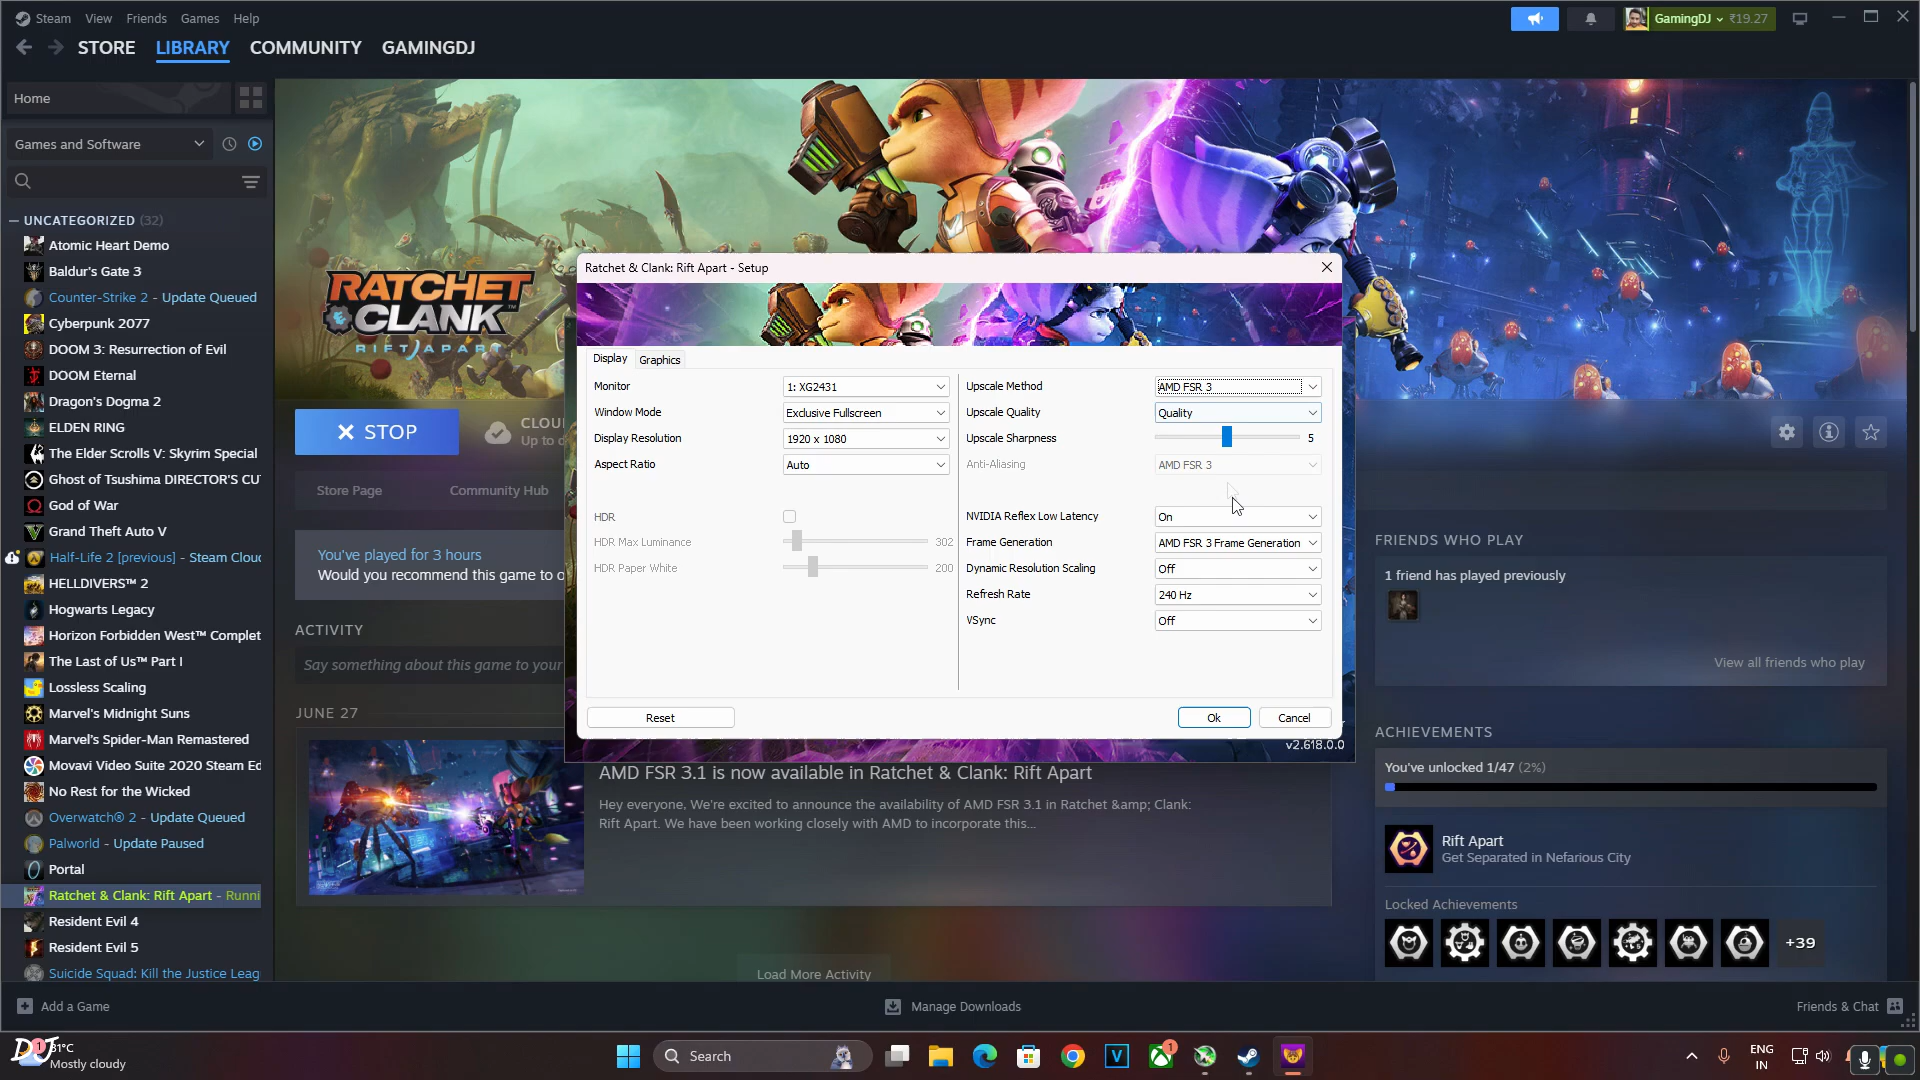 Steam View Friends Games Help
GamingDJ ₹19.27
STORE LIBRARY COMMUNITY GAMINGDJ
Home
Games and Software
UNCATEGORIZED (32)
Atomic Heart Demo
Baldur's Gate 3
Counter-Strike 2 - Update Queued
Cyberpunk 2077
DOOM 3: Resurrection of Evil
DOOM Eternal
Dragon's Dogma 2
ELDEN RING
The Elder Scrolls V: Skyrim Special
Ghost of Tsushima DIRECTOR'S CU
God of War
Grand Theft Auto V
Half-Life 2 [previous] - Steam Clou
HELLDIVERS™ 2
Hogwarts Legacy
Horizon Forbidden West™ Complet
The Last of Us™ Part I
Lossless Scaling
Marvel's Midnight Suns
Marvel's Spider-Man Remastered
Movavi Video Suite 2020 Steam Ed
No Rest for the Wicked
Overwatch® 2 - Update Queued
Palworld - Update Paused
Portal
Ratchet & Clank: Rift Apart - Runni
Resident Evil 4
Resident Evil 5
Suicide Squad: Kill the Justice Leag
RATCHET
CLANK™
RIFT APART
STOP
CLOU
Up to d
Store Page Community Hub
You've played for 3 hours
Would you recommend this game to o
ACTIVITY
Say something about this game to your
JUNE 27
Ratchet & Clank: Rift Apart - Setup
Display Graphics
Monitor 1: XG2431
Window Mode Exclusive Fullscreen
Display Resolution 1920 x 1080
Aspect Ratio Auto
HDR
HDR Max Luminance 302
HDR Paper White 200
Upscale Method AMD FSR 3
Upscale Quality Quality
Upscale Sharpness 5
Anti-Aliasing AMD FSR 3
NVIDIA Reflex Low Latency On
Frame Generation AMD FSR 3 Frame Generation
Dynamic Resolution Scaling Off
Refresh Rate 240 Hz
VSync Off
Reset Ok Cancel
v2.618.0.0
AMD FSR 3.1 is now available in Ratchet & Clank: Rift Apart
Hey everyone, We're excited to announce the availability of AMD FSR 3.1 in Ratchet &amp; Clank:
Rift Apart. We have been working closely with AMD to incorporate this...
Load More Activity
FRIENDS WHO PLAY
1 friend has played previously
View all friends who play
ACHIEVEMENTS
You've unlocked 1/47 (2%)
Rift Apart
Get Separated in Nefarious City
Locked Achievements
+39
Add a Game Manage Downloads Friends & Chat
DJ 1 31°C
Mostly cloudy
Search
V
1
ENG
IN